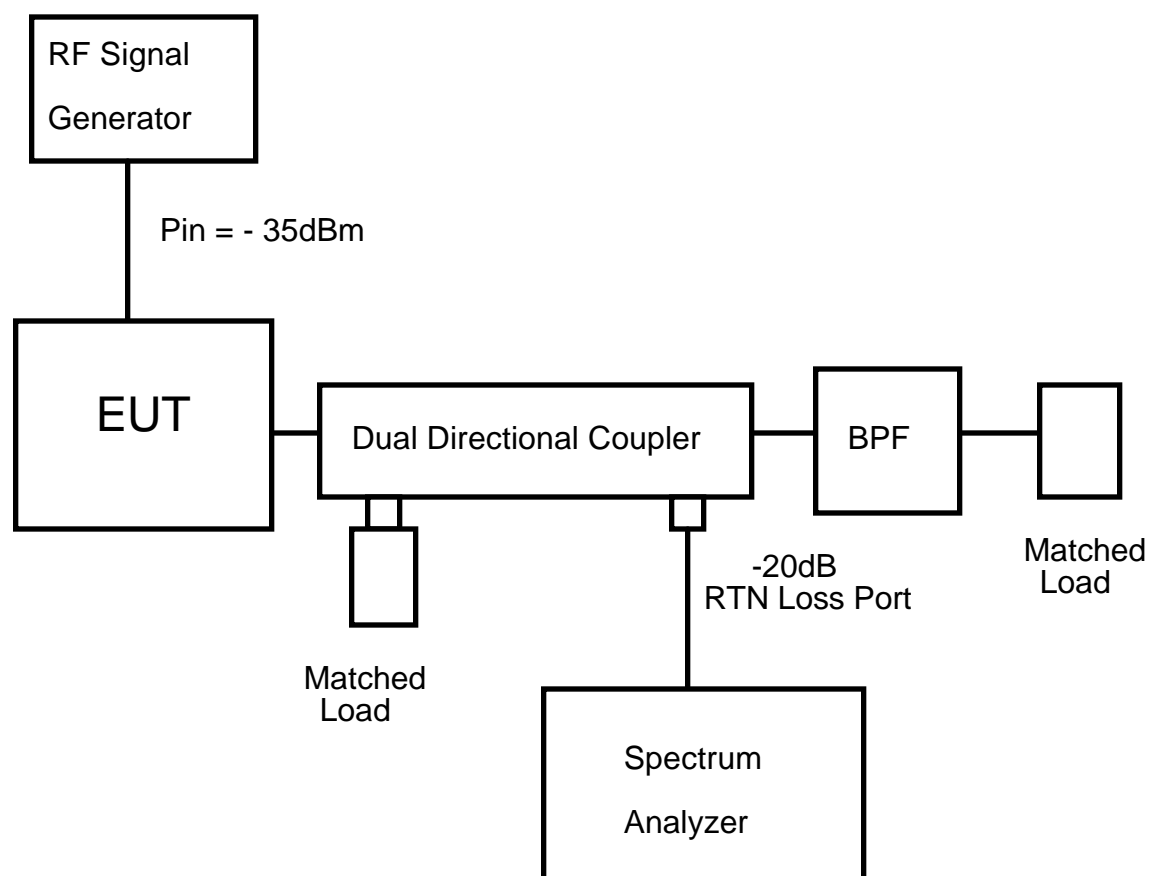 RF Signal
Generator
Pin = - 35dBm
EUT
Dual Directional Coupler
BPF
-20dB
RTN Loss Port
Matched
Load
Matched
Load
Spectrum
Analyzer